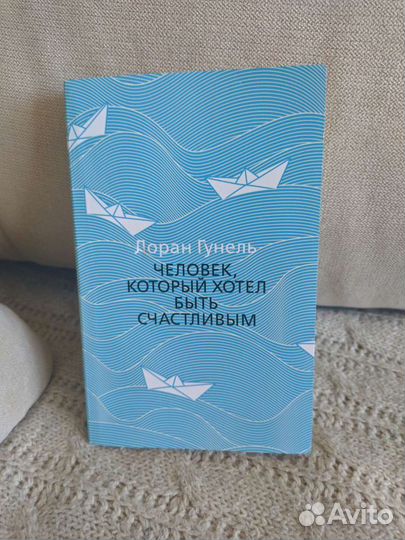 Лоран Гунель
ЧЕЛОВЕК,
КОТОРЫЙ ХОТЕЛ
БЫТЬ
СЧАСТЛИВЫМ
Avito